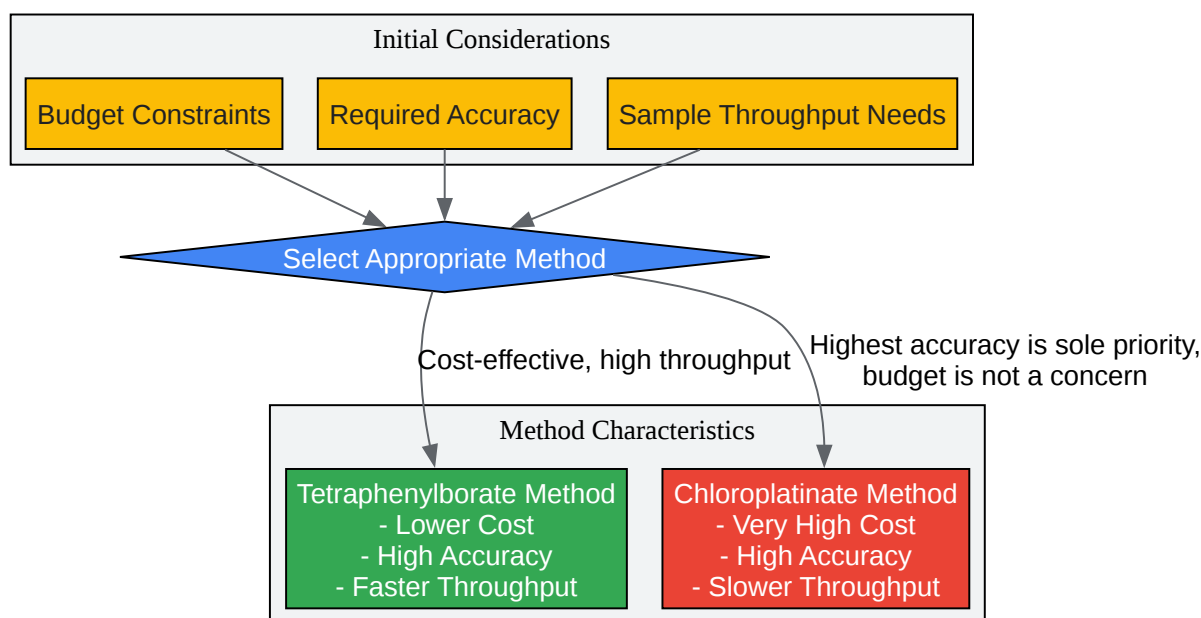 Initial Considerations
Budget Constraints
Required Accuracy
Sample Throughput Needs
Select Appropriate Method
Cost-effective, high throughput
Highest accuracy is sole priority,
budget is not a concern
Method Characteristics
Tetraphenylborate Method
- Lower Cost
- High Accuracy
- Faster Throughput
Chloroplatinate Method
- Very High Cost
- High Accuracy
- Slower Throughput